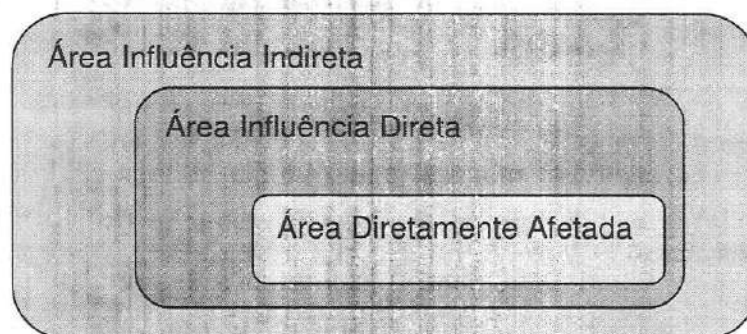 Área Influência Indireta
Área Influência Direta
Área Diretamente Afetada